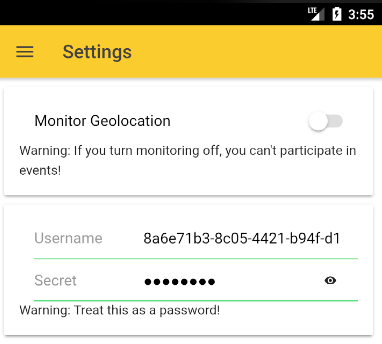 LTE 3:55
Settings
Monitor Geolocation
Warning: If you turn monitoring off, you can't participate in
events!
Username 8a6e71b3-8c05-4421-b94f-d1
Secret ●●●●●●●●
Warning: Treat this as a password!